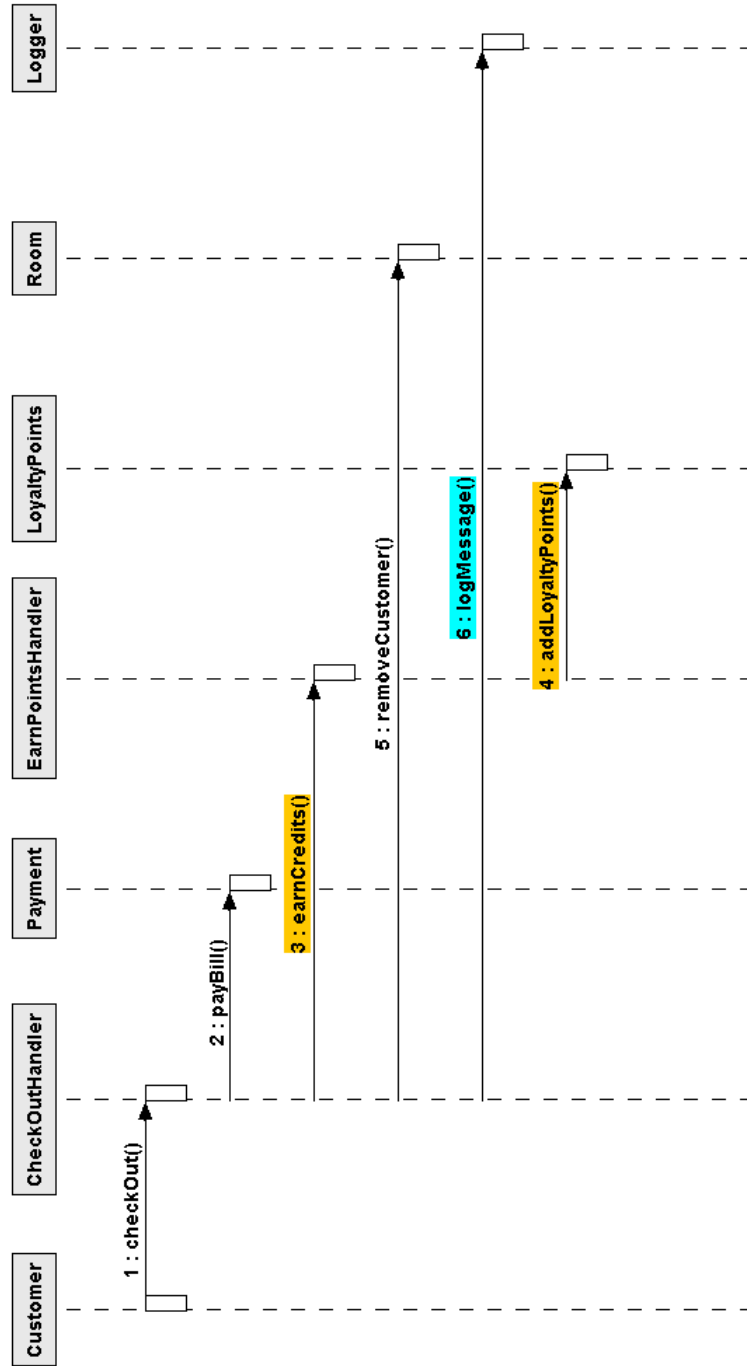 Customer
CheckOutHandler
Payment
EarnPointsHandler
LoyaltyPoints
Room
Logger
1 : checkOut()
2 : payBill()
3 : earnCredits()
5 : removeCustomer()
6 : logMessage()
4 : addLoyaltyPoints()